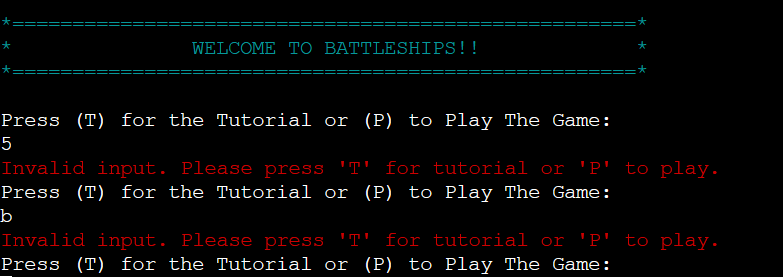 *====================================================*
* WELCOME TO BATTLESHIPS!! *
*====================================================*
Press (T) for the Tutorial or (P) to Play The Game:
5
Invalid input. Please press 'T' for tutorial or 'P' to play.
Press (T) for the Tutorial or (P) to Play The Game:
b
Invalid input. Please press 'T' for tutorial or 'P' to play.
Press (T) for the Tutorial or (P) to Play The Game: